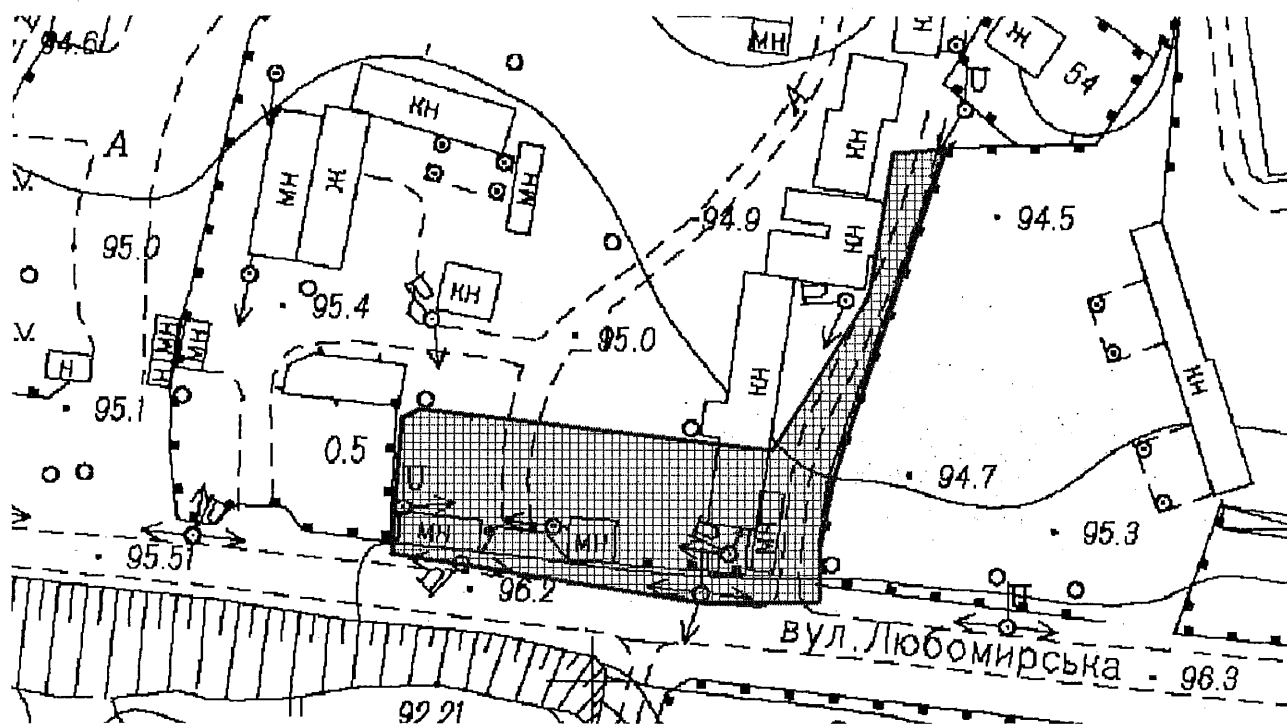 94.6
МН
КН
Ж
54
КН
А
А
МН
Ж
МН
КН
94.9
94.5
КН
95.0
КН
95.4
МН
МН
Н
Н
95.0
КН
ЖН
95.1
0.5
94.7
МН
МН
95.3
95.5
96.2
вул.Любомирська
96.3
92.21